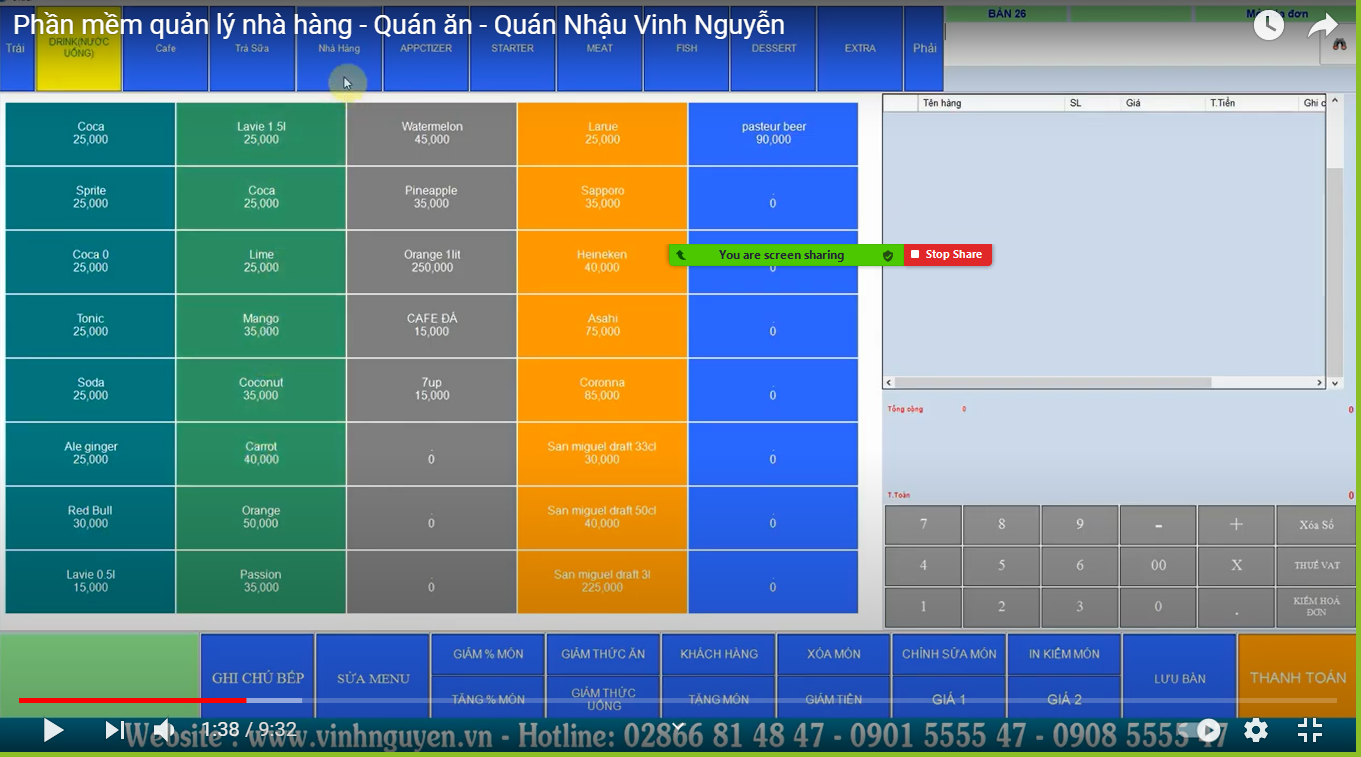 Phần mềm quản lý nhà hàng - Quán ăn - Quán Nhậu Vinh Nguyễn
Trái
DRINK(NƯỚC UỐNG)
Cafe
Trà Sữa
Nhà Hàng
APPCTIZER
STARTER
MEAT
FISH
DESSERT
EXTRA
Phải
BÀN 26
Coca
25,000
Lavie 1.5l
25,000
Watermelon
45,000
Larue
25,000
pasteur beer
90,000
Sprite
25,000
Coca
25,000
Pineapple
35,000
Sapporo
35,000
0
Coca 0
25,000
Lime
25,000
Orange 1lit
250,000
Heineken
40,000
0
You are screen sharing
Stop Share
Tonic
25,000
Mango
35,000
CAFE ĐÁ
15,000
Asahi
75,000
0
Soda
25,000
Coconut
35,000
7up
15,000
Coronna
85,000
0
Ale ginger
25,000
Carrot
40,000
0
San miguel draft 33cl
30,000
0
Red Bull
30,000
Orange
50,000
0
San miguel draft 50cl
40,000
0
Lavie 0.5l
15,000
Passion
35,000
0
San miguel draft 3l
225,000
0
Tên hàng SL Giá T.Tiền Ghi
Tổng cộng 0 0
T.Toán 0
7 8 9 - + Xóa Số
4 5 6 00 X THUẾ VAT
1 2 3 0 . KIỂM HOÁ ĐƠN
GHI CHÚ BẾP
SỬA MENU
GIẢM % MÓN
GIẢM THỨC ĂN
KHÁCH HÀNG
XÓA MÓN
CHỈNH SỬA MÓN
IN KIỂM MÓN
LƯU BÀN
THANH TOÁN
TĂNG % MÓN
GIẢM THỨC UỐNG
TẶNG MÓN
GIẢM TIỀN
GIÁ 1
GIÁ 2
1:38 / 9:32
Website : www.vinhnguyen.vn - Hotline: 02866 81 48 47 - 0901 5555 47 - 0908 5555 47